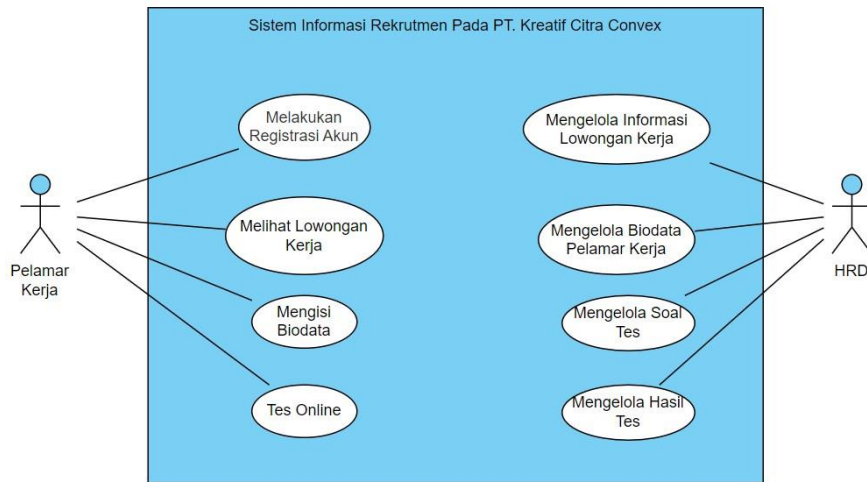 Sistem Informasi Rekrutmen Pada PT. Kreatif Citra Convex
Melakukan
Registrasi Akun
Melihat Lowongan
Kerja
Mengisi
Biodata
Tes Online
Mengelola Informasi
Lowongan Kerja
Mengelola Biodata
Pelamar Kerja
Mengelola Soal
Tes
Mengelola Hasil
Tes
Pelamar
Kerja
HRD